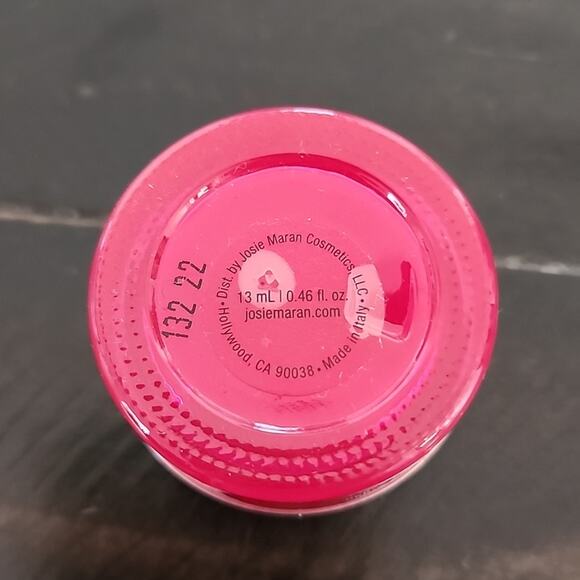 Dist. by Josie Maran Cosmetics, LLC • Made in Italy • Hollywood, CA 90038 •
13 mL | 0.46 fl. oz.
josiemaran.com
132 22